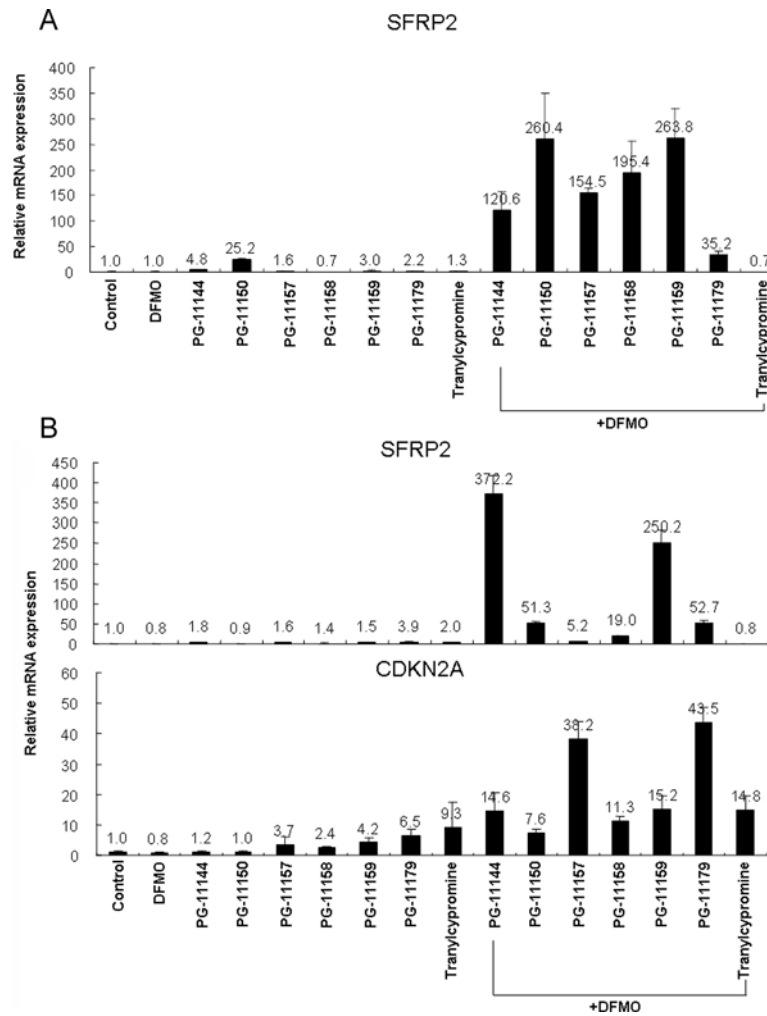 A
SFRP2
Relative mRNA expression
400
350
300
250
200
150
100
50
0
1.0 1.0 4.8 25.2 1.6 0.7 3.0 2.2 1.3 120.6 260.4 154.5 195.4 263.8 35.2 0.7
Control DFMO PG-11144 PG-11150 PG-11157 PG-11158 PG-11159 PG-11179 Tranylcypromine PG-11144 PG-11150 PG-11157 PG-11158 PG-11159 PG-11179 Tranylcypromine
+DFMO
B
SFRP2
Relative mRNA expression
450
400
350
300
250
200
150
100
50
0
1.0 0.8 1.8 0.9 1.6 1.4 1.5 3.9 2.0 372.2 51.3 5.2 19.0 250.2 52.7 0.8
CDKN2A
60
50
40
30
20
10
0
1.0 0.8 1.2 1.0 3.7 2.4 4.2 6.5 9.3 14.6 7.6 38.2 11.3 15.2 43.5 14.8
Control DFMO PG-11144 PG-11150 PG-11157 PG-11158 PG-11159 PG-11179 Tranylcypromine PG-11144 PG-11150 PG-11157 PG-11158 PG-11159 PG-11179 Tranylcypromine
+DFMO